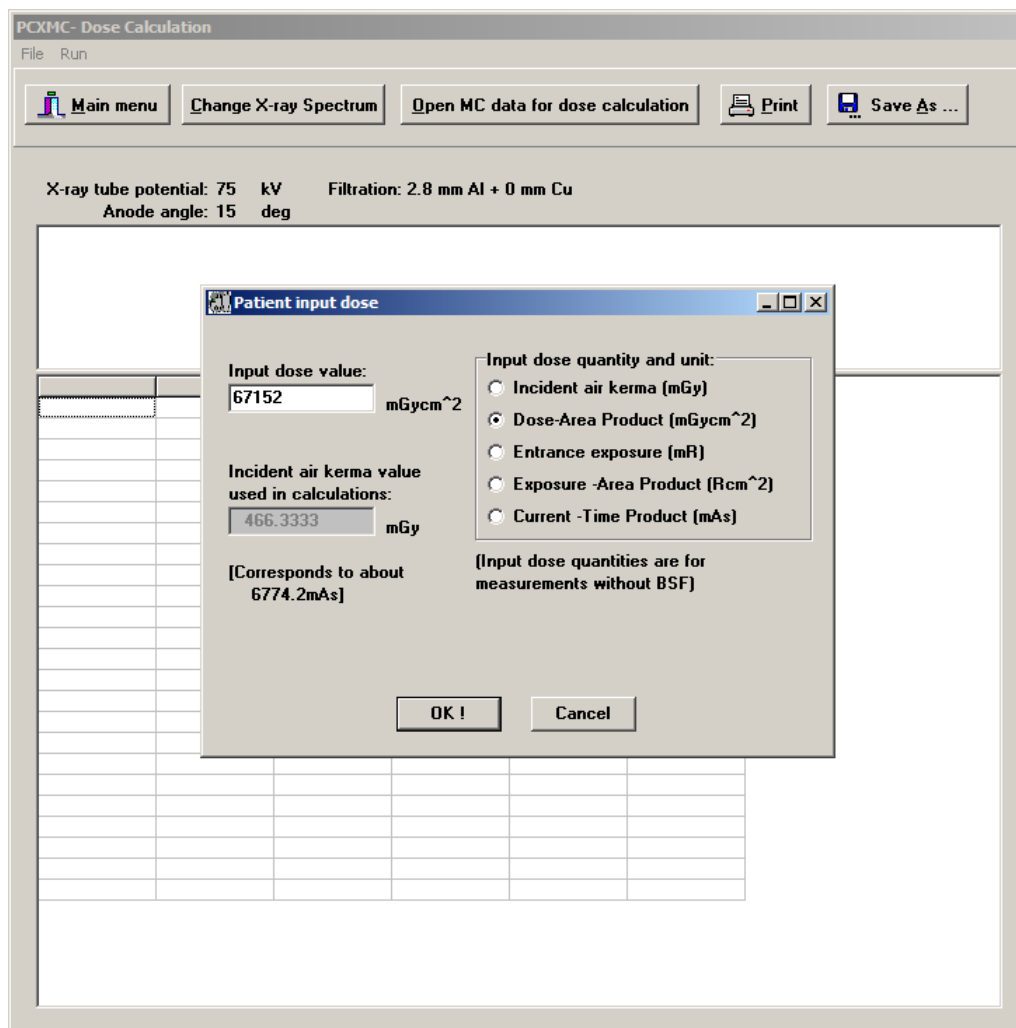 PCXMC- Dose Calculation
File Run
Main menu
Change X-ray Spectrum
Open MC data for dose calculation
Print
Save As ...
X-ray tube potential: 75 kV Filtration: 2.8 mm Al + 0 mm Cu
Anode angle: 15 deg
Patient input dose
Input dose value:
67152 mGycm^2
Incident air kerma value
used in calculations:
466.3333 mGy
[Corresponds to about
6774.2mAs]
Input dose quantity and unit:
Incident air kerma (mGy)
Dose-Area Product (mGycm^2)
Entrance exposure (mR)
Exposure -Area Product (Rcm^2)
Current -Time Product (mAs)
(Input dose quantities are for
measurements without BSF)
OK !
Cancel